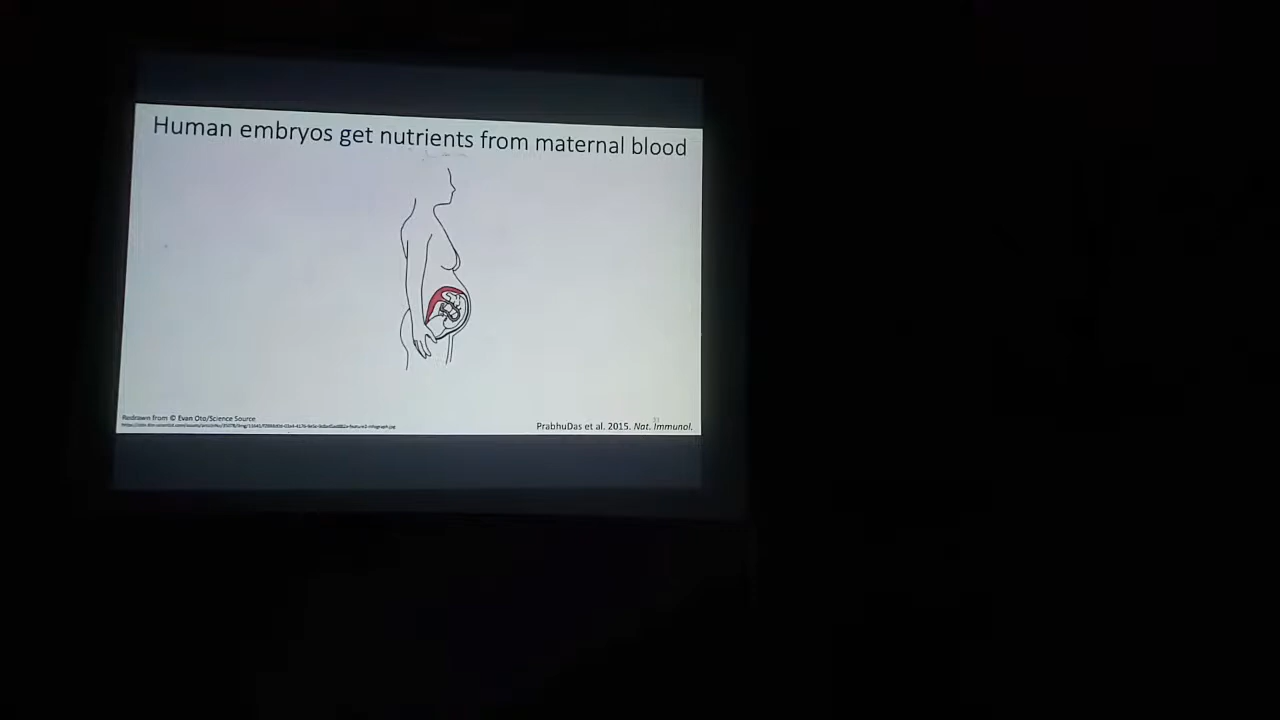 Human embryos get nutrients from maternal blood
Redrawn from © Evan Oto/Science Source
PrabhuDas et al. 2015. Nat. Immunol.